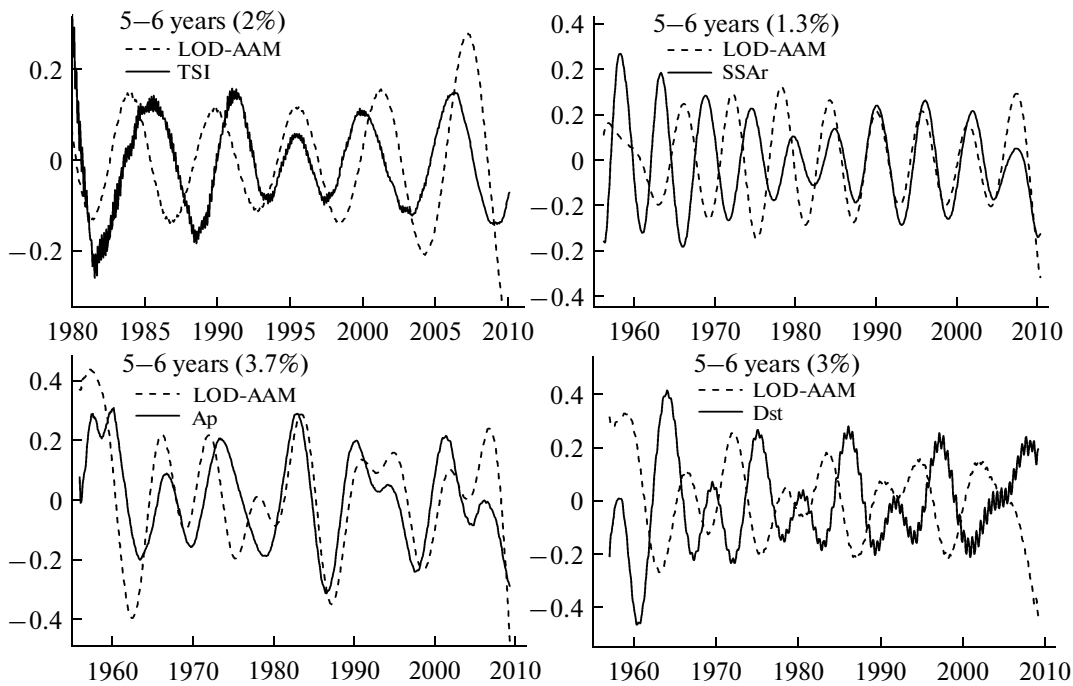 5–6 years (2%)
LOD-AAM
TSI
0.2
0
−0.2
1980 1985 1990 1995 2000 2005 2010
5–6 years (1.3%)
LOD-AAM
SSAr
0.4
0.2
0
−0.2
−0.4
1960 1970 1980 1990 2000 2010
5–6 years (3.7%)
LOD-AAM
Ap
0.4
0.2
0
−0.2
−0.4
1960 1970 1980 1990 2000 2010
5–6 years (3%)
LOD-AAM
Dst
0.4
0.2
0
−0.2
−0.4
1960 1970 1980 1990 2000 2010